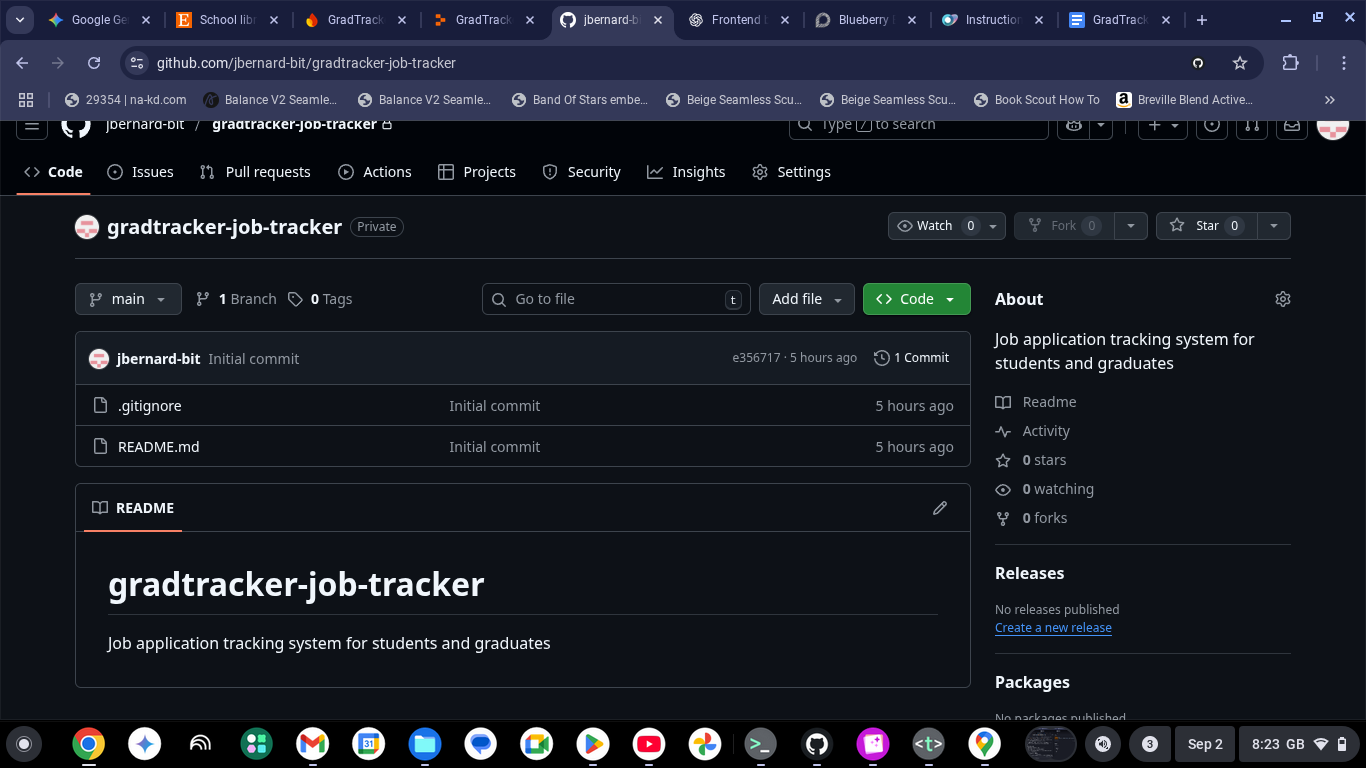 Google Ge
School libr
GradTrack
GradTrack
jbernard-bi
Frontend
Blueberry
Instruction
GradTrack
github.com/jbernard-bit/gradtracker-job-tracker
29354 | na-kd.com
Balance V2 Seamle...
Balance V2 Seamle...
Band Of Stars embe...
Beige Seamless Scu...
Beige Seamless Scu...
Book Scout How To
Breville Blend Active...
jbernard-bit / gradtracker-job-tracker
Type / to search
Code
Issues
Pull requests
Actions
Projects
Security
Insights
Settings
gradtracker-job-tracker
Private
Watch 0
Fork 0
Star 0
main
1 Branch
0 Tags
Go to file
t
Add file
Code
jbernard-bit Initial commit
e356717 · 5 hours ago
1 Commit
.gitignore
Initial commit
5 hours ago
README.md
Initial commit
5 hours ago
README
gradtracker-job-tracker
Job application tracking system for students and graduates
About
Job application tracking system for
students and graduates
Readme
Activity
0 stars
0 watching
0 forks
Releases
No releases published
Create a new release
Packages
No packages published
31
>_
<t>
3
Sep 2
8:23 GB